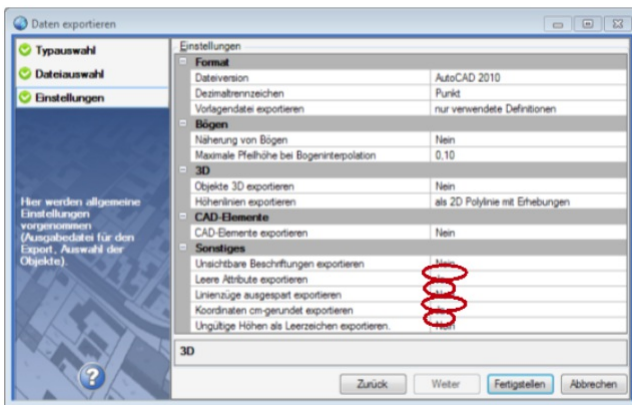 Daten exportieren
Typauswahl
Dateiauswahl
Einstellungen
Hier werden allgemeine
Einstellungen
vorgenommen
(Ausgabedatei für den
Export, Auswahl der
Objekte).
?
Einstellungen
Format
Dateiversion AutoCAD 2010
Dezimaltrennzeichen Punkt
Vorlagendatei exportieren nur verwendete Definitionen
Bögen
Näherung von Bögen Nein
Maximale Pfeilhöhe bei Bogeninterpolation 0,10
3D
Objekte 3D exportieren Nein
Höhenlinien exportieren als 2D Polylinie mit Erhebungen
CAD-Elemente
CAD-Elemente exportieren Nein
Sonstiges
Unsichtbare Beschriftungen exportieren Nein
Leere Attribute exportieren
Linienzüge ausgespart exportieren
Koordinaten cm-gerundet exportieren
Ungültige Höhen als Leerzeichen exportieren. Nein
3D
Zurück Weiter Fertigstellen Abbrechen